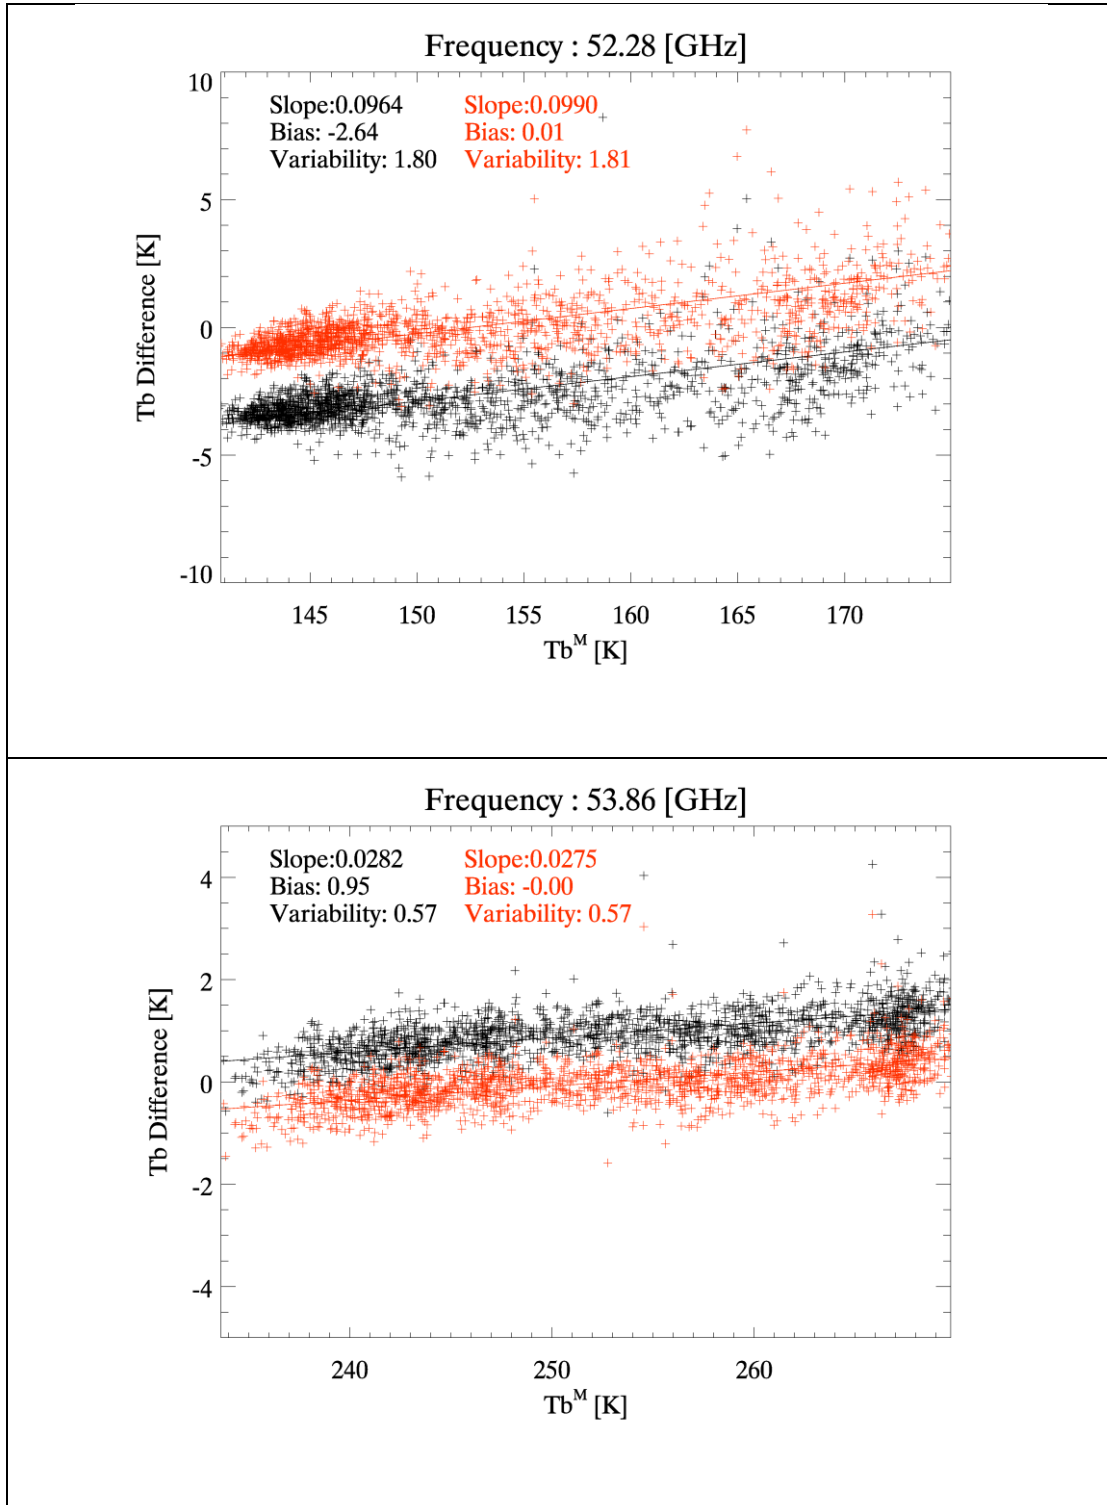 Frequency : 52.28 [GHz]
Slope:0.0964 Slope:0.0990
Bias: -2.64 Bias: 0.01
Variability: 1.80 Variability: 1.81
10
5
0
-5
-10
Tb Difference [K]
145 150 155 160 165 170
Tb^M [K]
Frequency : 53.86 [GHz]
Slope:0.0282 Slope:0.0275
Bias: 0.95 Bias: -0.00
Variability: 0.57 Variability: 0.57
4
2
0
-2
-4
Tb Difference [K]
240 250 260
Tb^M [K]